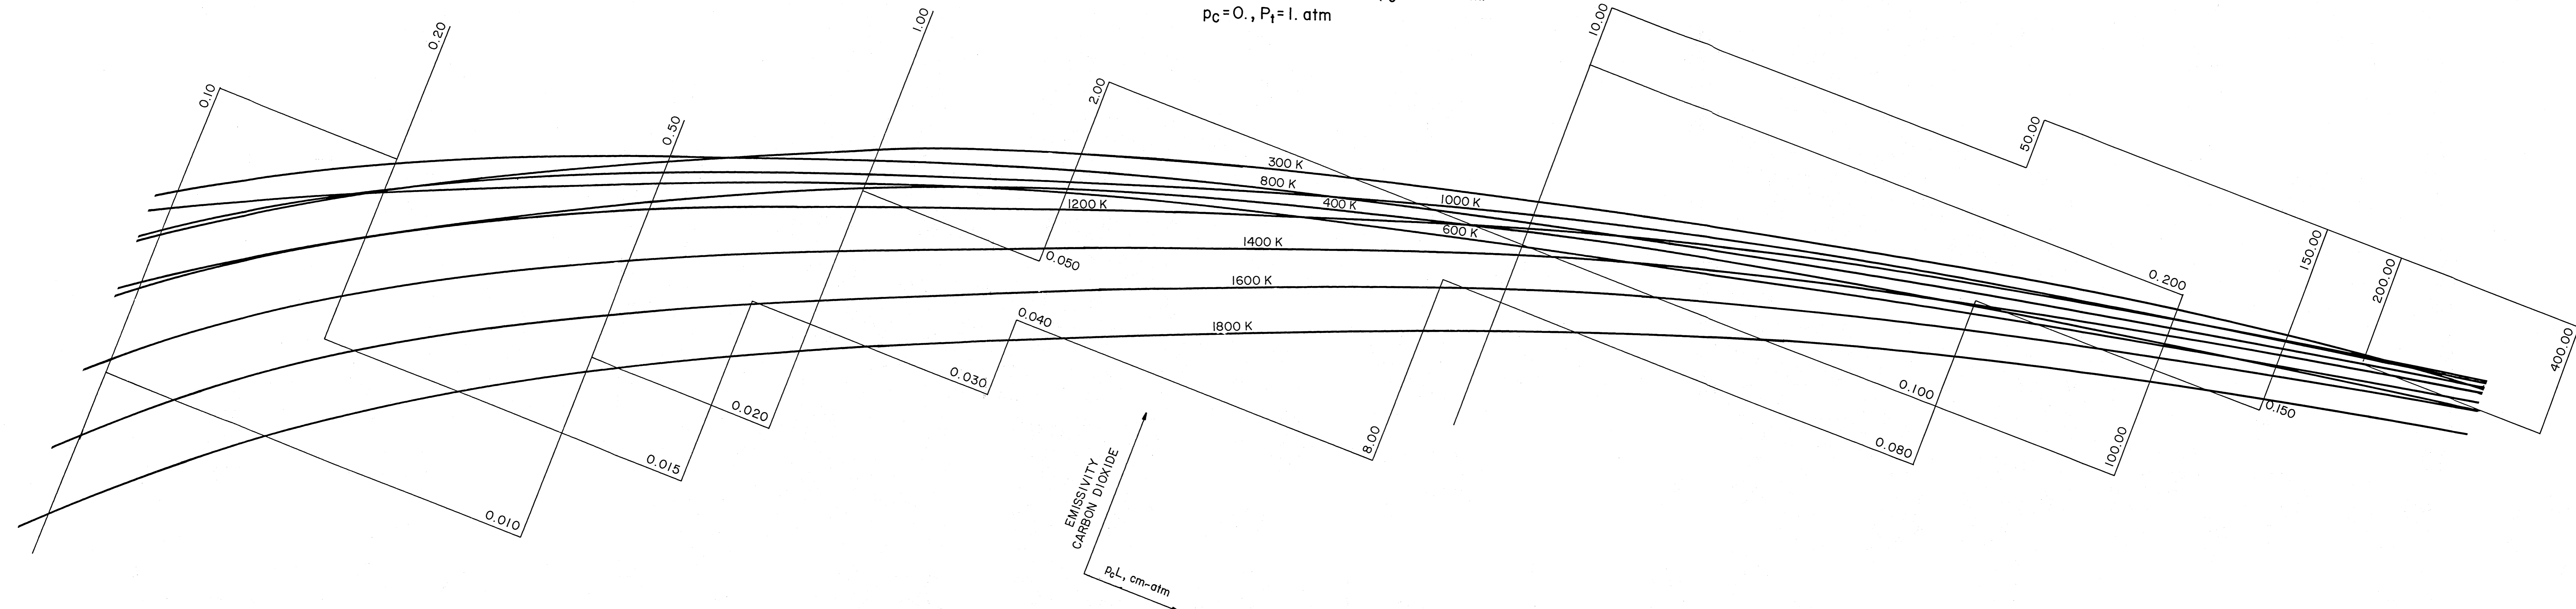 p_C=0., P_t=1. atm
0.10
0.20
0.50
1.00
2.00
10.00
50.00
150.00
200.00
400.00
300 K
800 K
1000 K
1200 K
400 K
600 K
1400 K
1600 K
1800 K
0.050
0.200
0.040
0.030
0.020
0.015
0.010
8.00
0.100
0.080
100.00
0.150
EMISSIVITY
CARBON DIOXIDE
p_cL, cm-atm